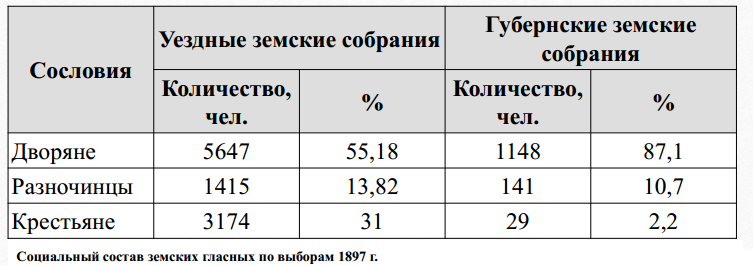 Сословия
Уездные земские собрания
Губернские земские
собрания
Количество,
чел.
%
Количество,
чел.
%
Дворяне 5647 55,18 1148 87,1
Разночинцы 1415 13,82 141 10,7
Крестьяне 3174 31 29 2,2
Социальный состав земских гласных по выборам 1897 г.